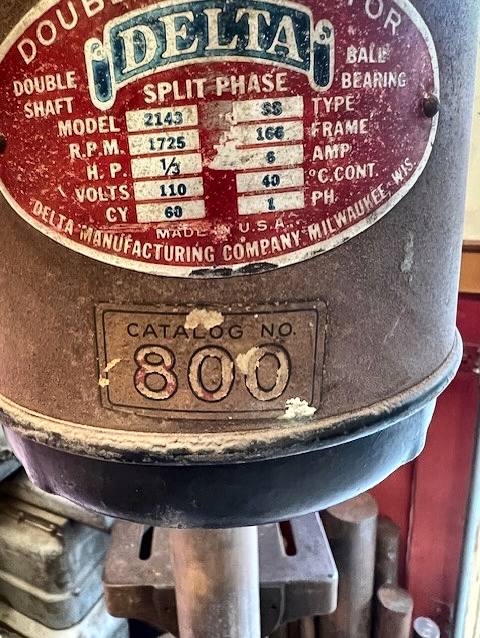 DOUBLE
DELTA
DOUBLE SHAFT
BALL BEARING
SPLIT PHASE
MODEL 2143 SS TYPE
R.P.M. 1725 166 FRAME
H.P. 1/3 6 AMP
VOLTS 110 40 °C.CONT.
CY 60 1 PH.
MADE IN U.S.A.
DELTA MANUFACTURING COMPANY-MILWAUKEE, WIS.
CATALOG NO.
800